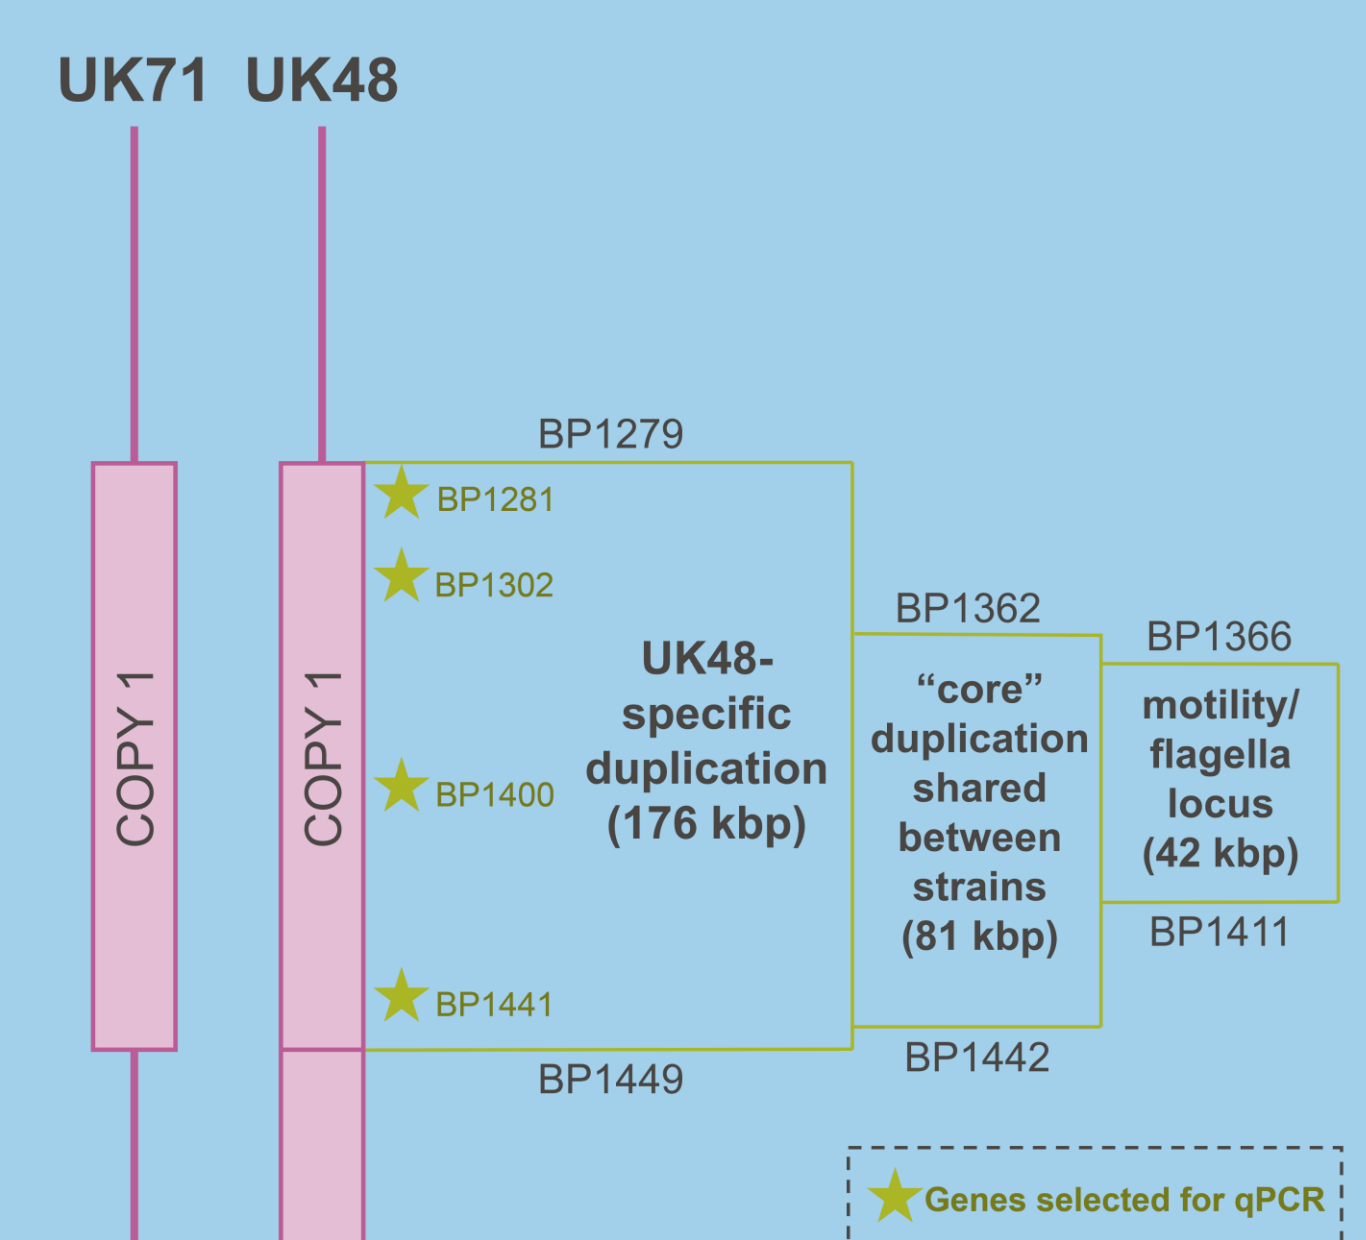 UK71 UK48
BP1279
BP1281
BP1302
BP1362
BP1366
UK48-
specific
duplication
(176 kbp)
“core”
duplication
shared
between
strains
(81 kbp)
motility/
flagella
locus
(42 kbp)
COPY 1
COPY 1
BP1400
BP1411
BP1441
BP1442
BP1449
Genes selected for qPCR